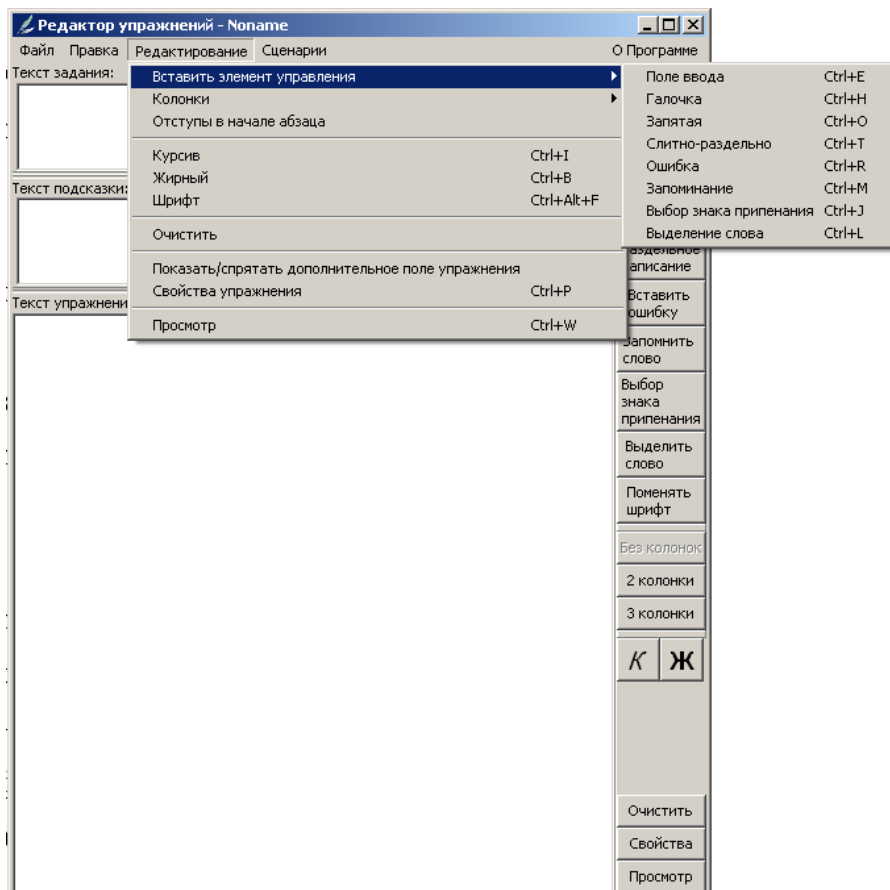 Редактор упражнений - Noname
Файл Правка Редактирование Сценарии О Программе
Текст задания:
Вставить элемент управления
Колонки
Отступы в начале абзаца
Курсив Ctrl+I
Жирный Ctrl+B
Шрифт Ctrl+Alt+F
Очистить
Показать/спрятать дополнительное поле упражнения
Свойства упражнения Ctrl+P
Просмотр Ctrl+W
Поле ввода Ctrl+E
Галочка Ctrl+H
Запятая Ctrl+O
Слитно-раздельно Ctrl+T
Ошибка Ctrl+R
Запоминание Ctrl+M
Выбор знака припенания Ctrl+J
Выделение слова Ctrl+L
Текст подсказки:
Текст упражнени
аздельное
аписание
Вставить
ошибку
Запомнить
слово
Выбор
знака
припенания
Выделить
слово
Поменять
шрифт
Без колонок
2 колонки
3 колонки
К Ж
Очистить
Свойства
Просмотр